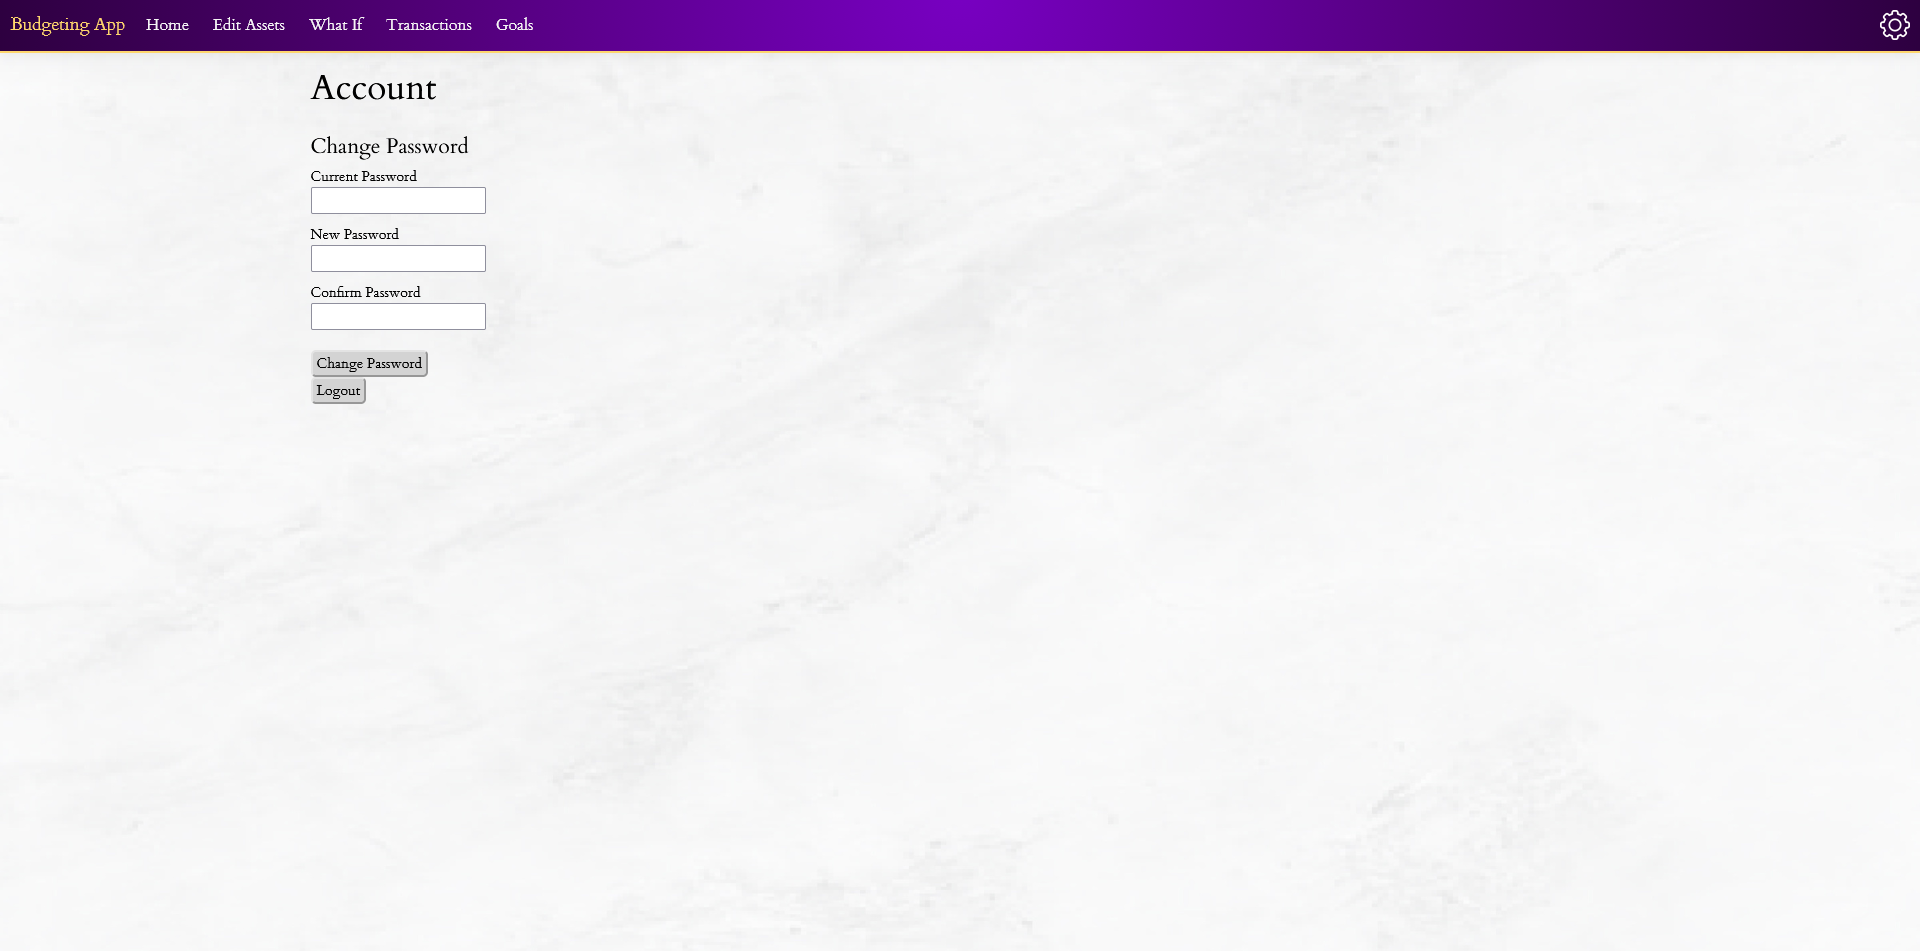 Budgeting App Home Edit Assets What If Transactions Goals
Account
Change Password
Current Password
New Password
Confirm Password
Change Password
Logout